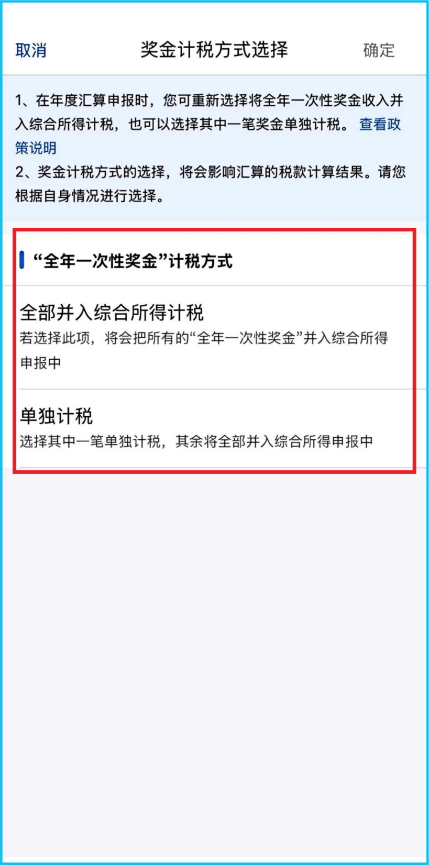 取消 奖金计税方式选择 确定
1、在年度汇算申报时，您可重新选择将全年一次性奖金收入并
入综合所得计税，也可以选择其中一笔奖金单独计税。 查看政
策说明
2、奖金计税方式的选择，将会影响汇算的税款计算结果。请您
根据自身情况进行选择。
“全年一次性奖金”计税方式
全部并入综合所得计税
若选择此项，将会把所有的“全年一次性奖金”并入综合所得
申报中
单独计税
选择其中一笔单独计税，其余将全部并入综合所得申报中